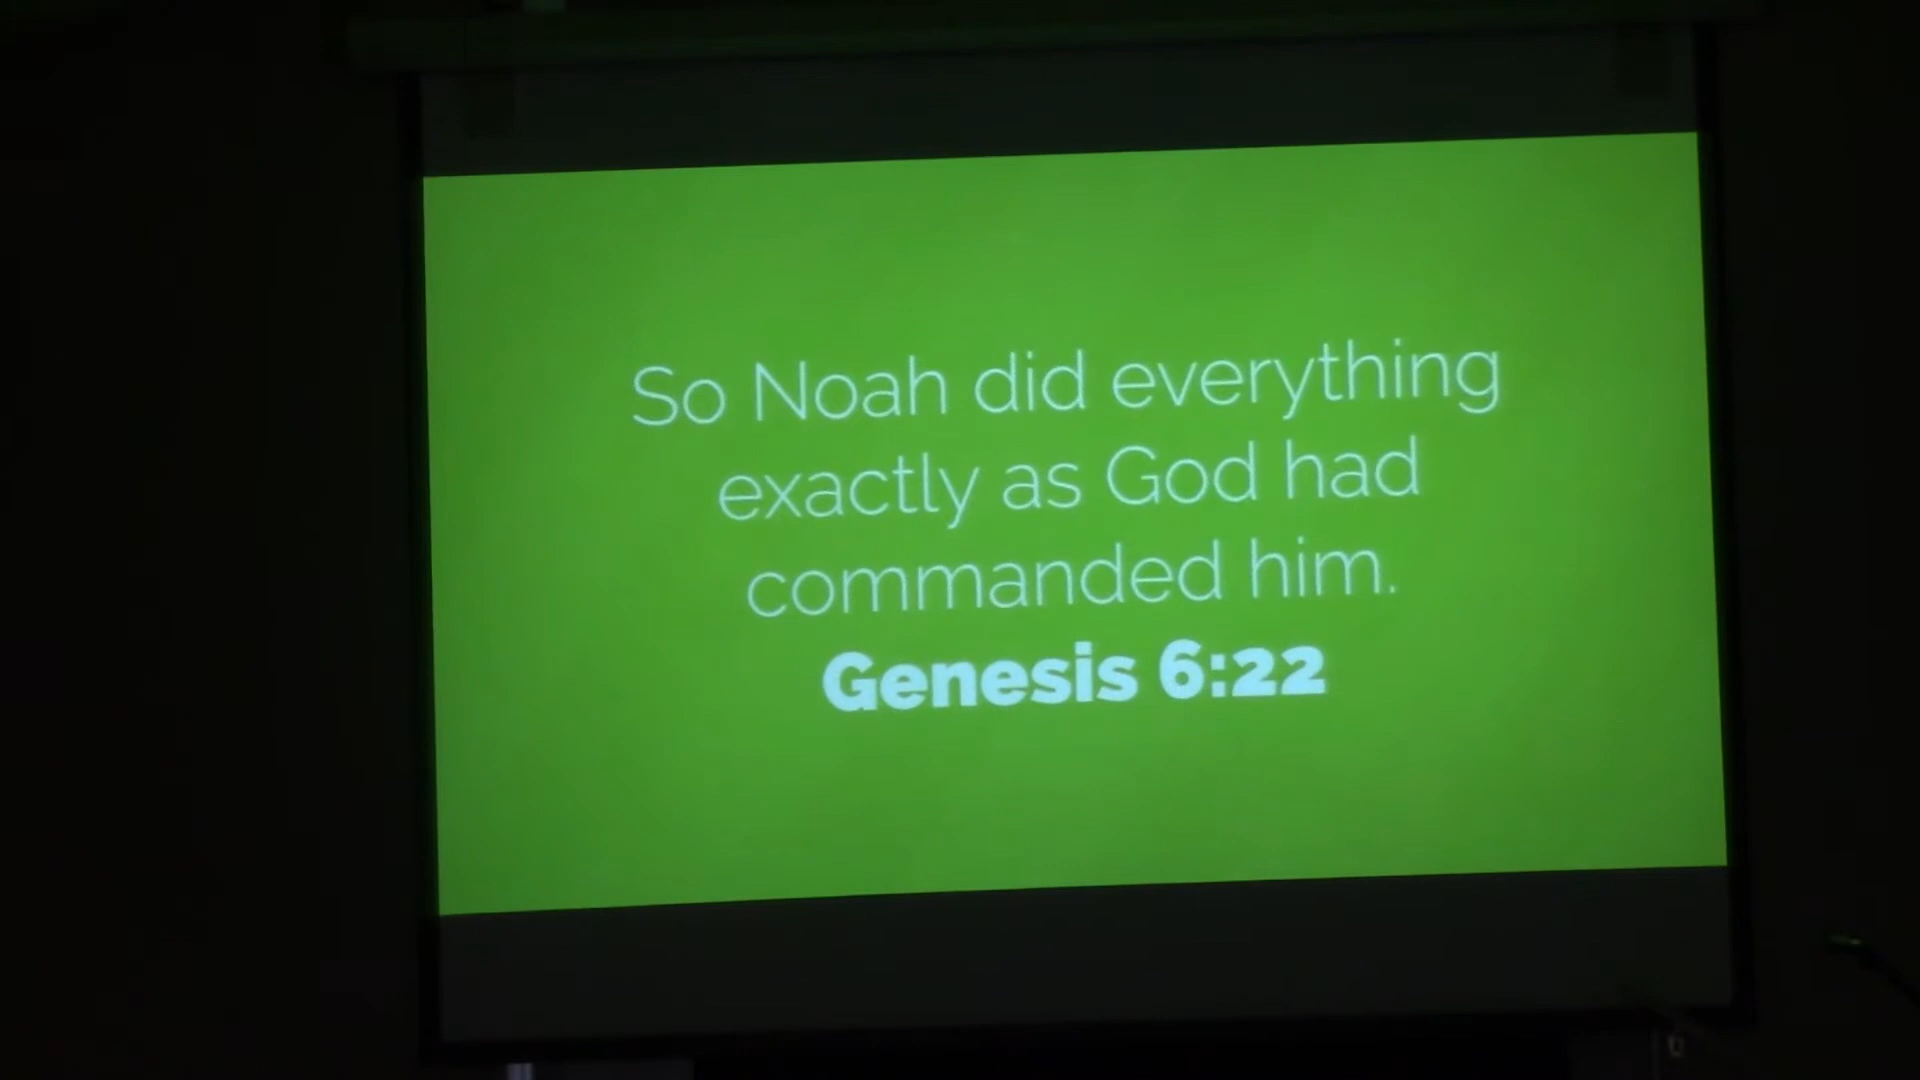 So Noah did everything
exactly as God had
commanded him.
Genesis 6:22